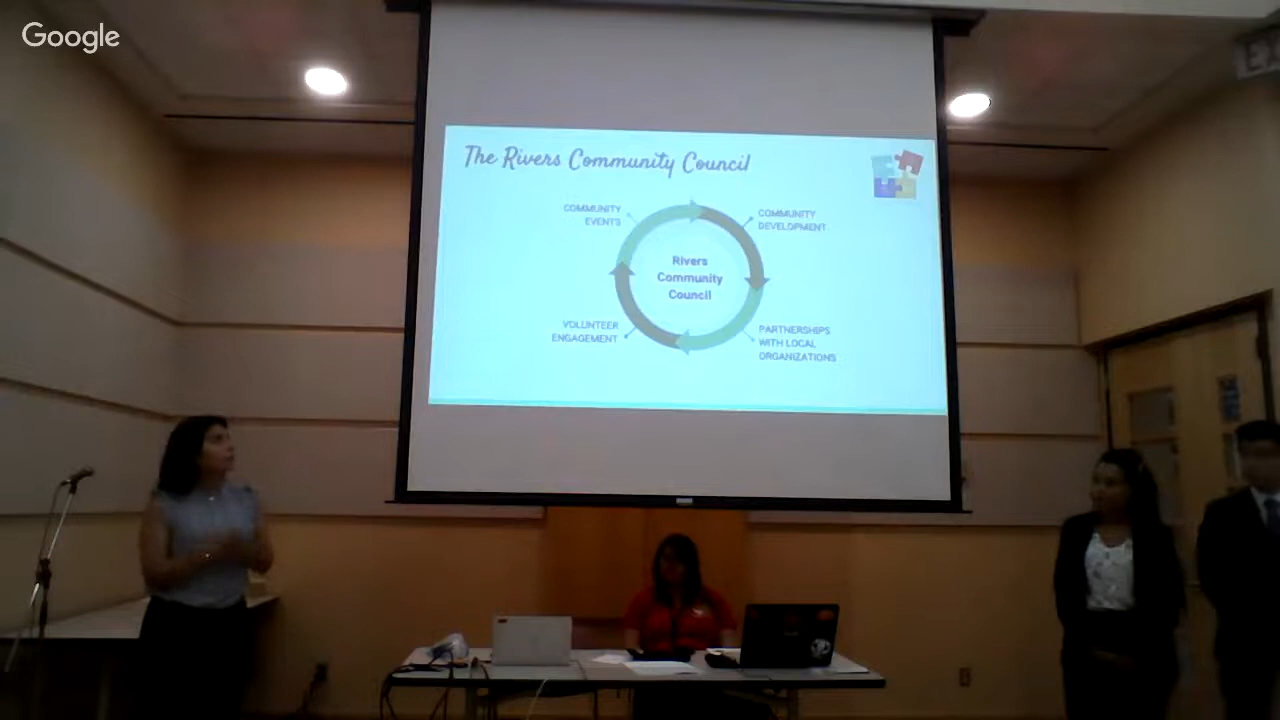 Google
The Rivers Community Council
COMMUNITY
EVENTS
COMMUNITY
DEVELOPMENT
Rivers
Community
Council
VOLUNTEER
ENGAGEMENT
PARTNERSHIPS
WITH LOCAL
ORGANIZATIONS